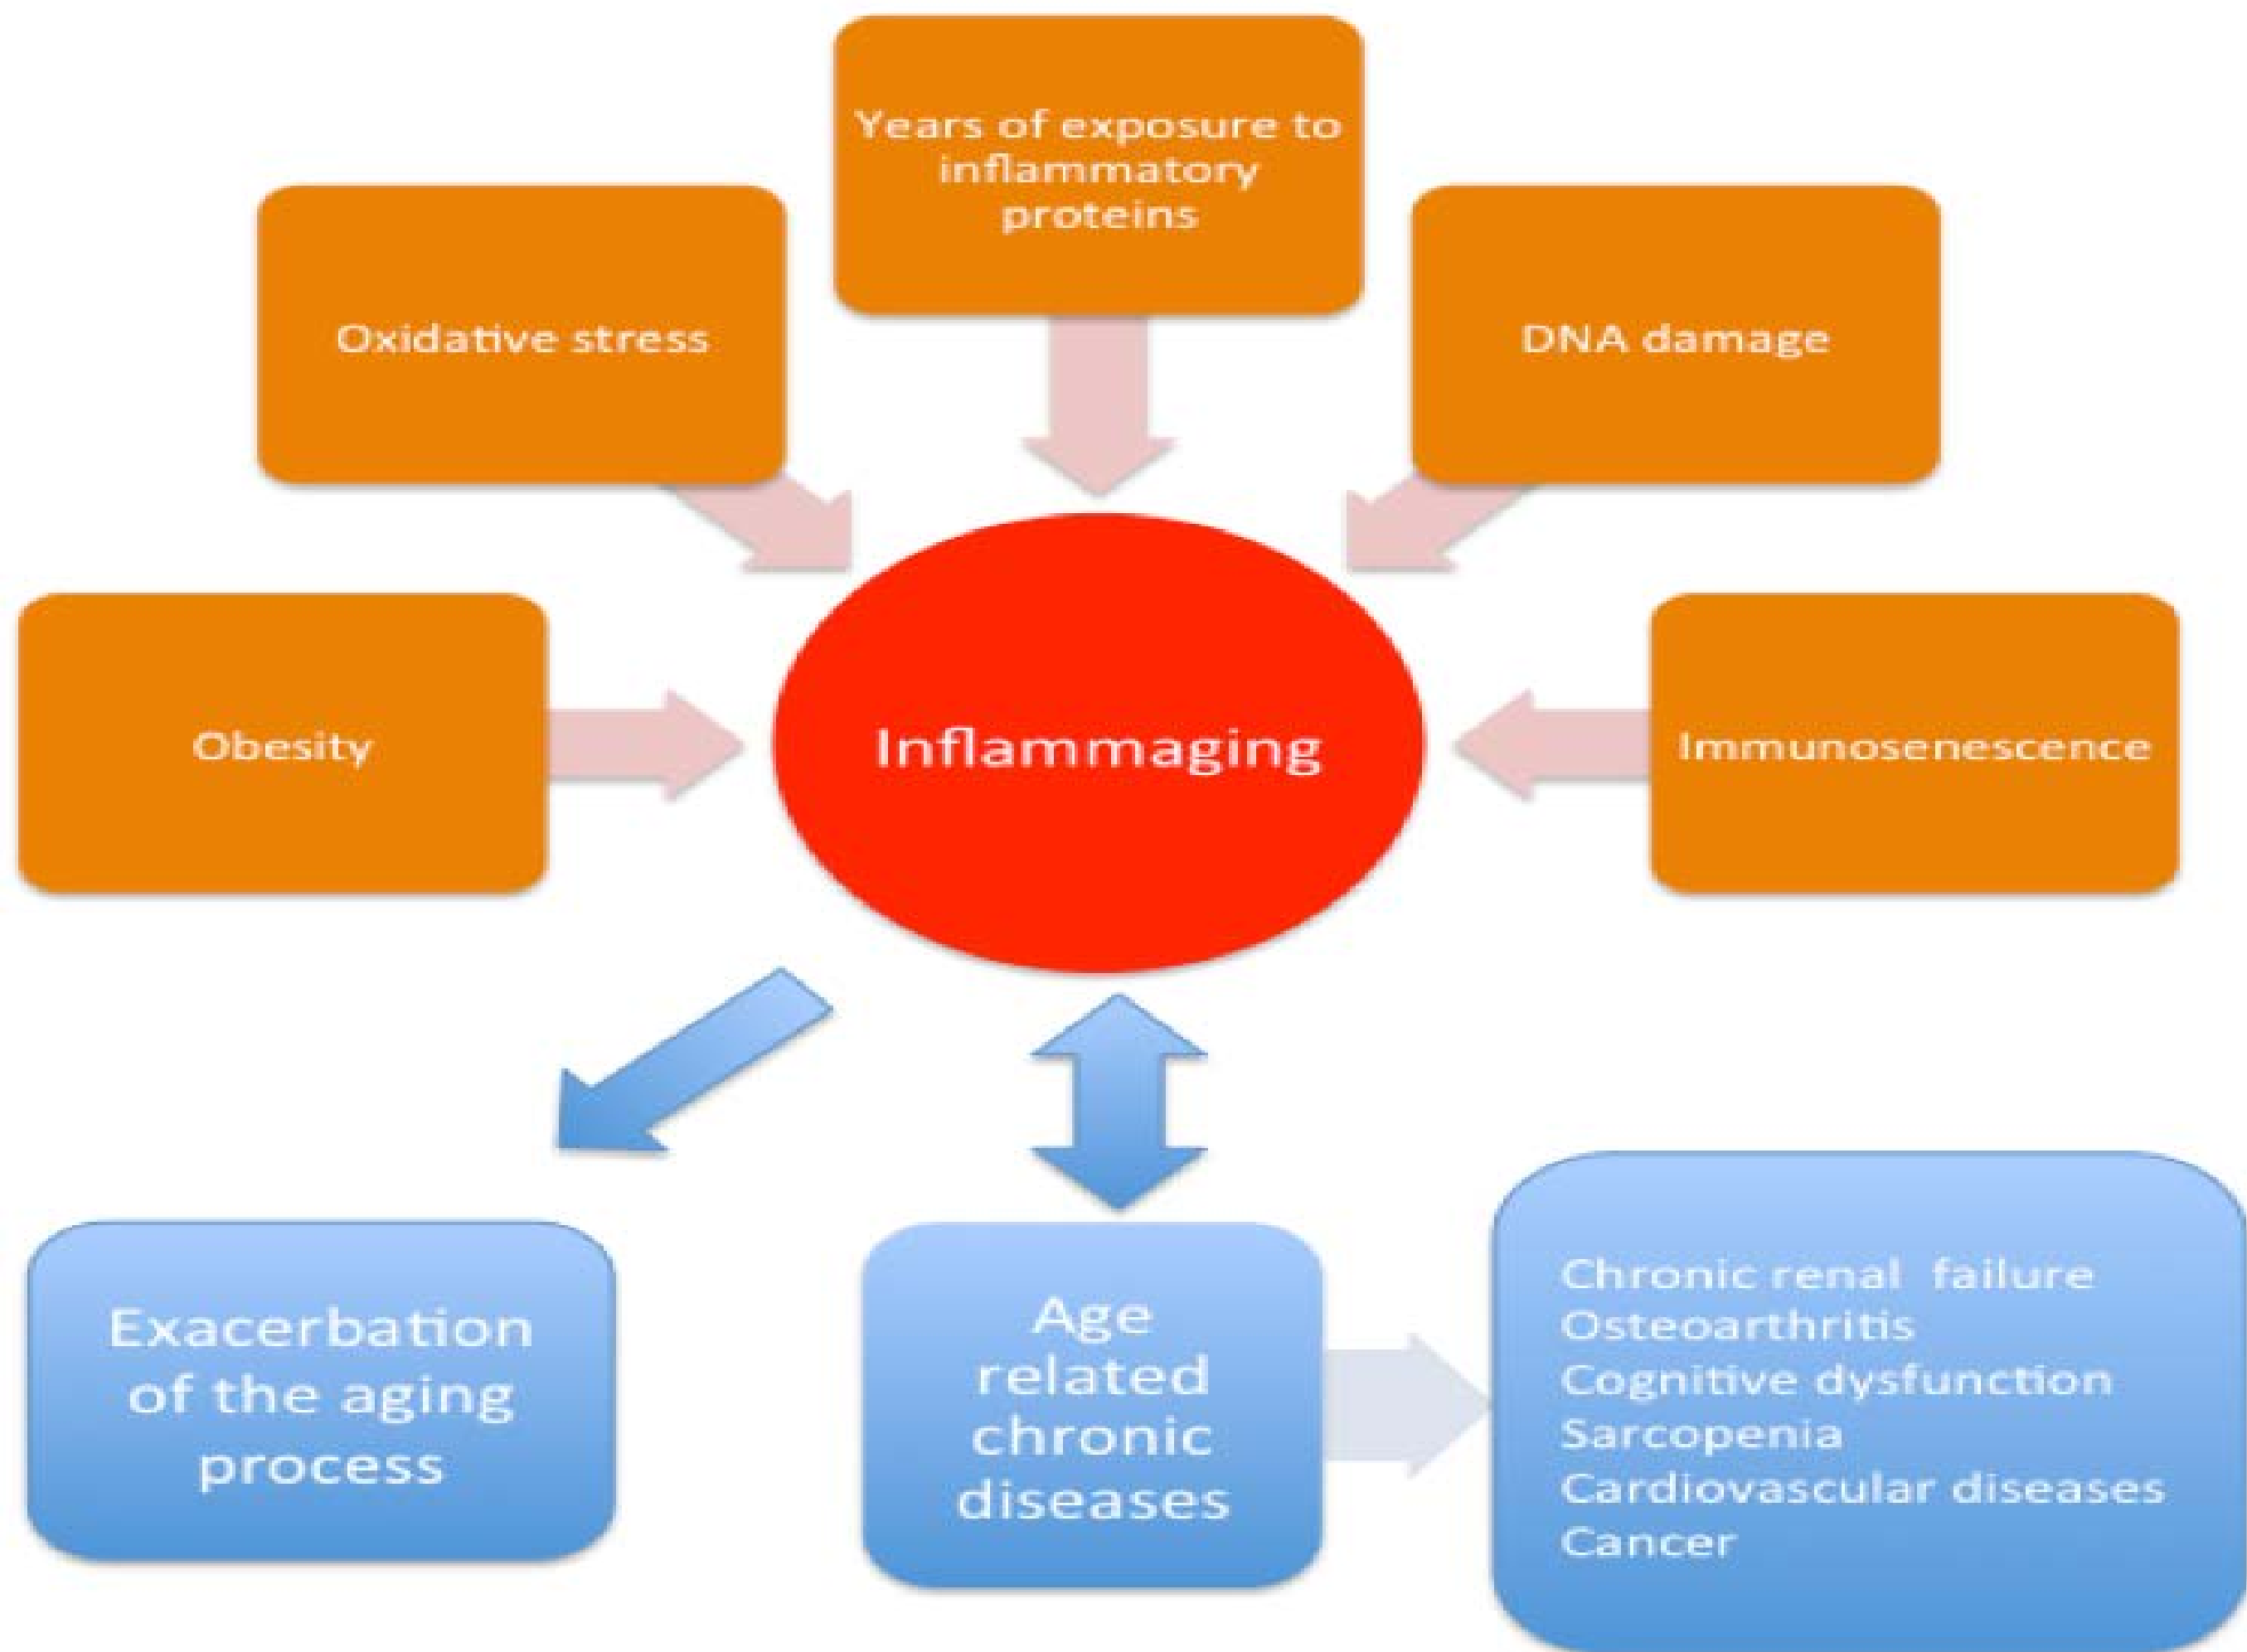 Years of exposure to
inflammatory
proteins
Oxidative stress
DNA damage
Obesity
Inflammaging
Immunosenescence
Exacerbation
of the aging
process
Age
related
chronic
diseases
Chronic renal  failure
Osteoarthritis
Cognitive dysfunction
Sarcopenia
Cardiovascular diseases
Cancer